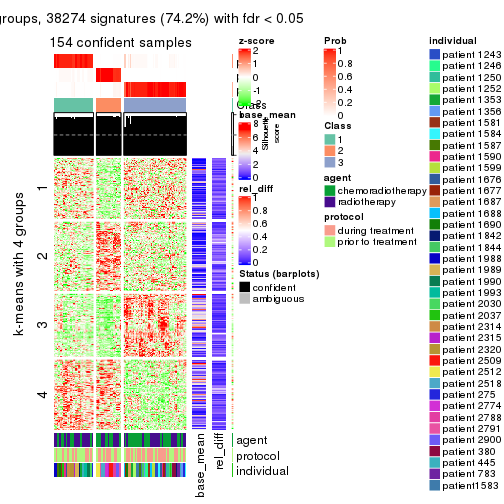 groups, 38274 signatures (74.2%) with fdr < 0.05
154 confident samples
k-means with 4 groups
1
2
3
4
Class
Silhouette
score
agent
protocol
individual
base_mean
rel_diff
z-score
2
1
0
-1
-2
base_mean
8
6
4
2
0
rel_diff
1
0.8
0.6
0.4
0.2
0
Status (barplots)
confident
ambiguous
Prob
1
0.8
0.6
0.4
0.2
0
Class
1
2
3
agent
chemoradiotherapy
radiotherapy
protocol
during treatment
prior to treatment
individual
patient 1243
patient 1246
patient 1250
patient 1252
patient 1353
patient 1356
patient 1581
patient 1584
patient 1587
patient 1590
patient 1599
patient 1676
patient 1677
patient 1687
patient 1688
patient 1690
patient 1842
patient 1844
patient 1988
patient 1989
patient 1990
patient 1993
patient 2030
patient 2037
patient 2314
patient 2315
patient 2320
patient 2509
patient 2512
patient 2518
patient 275
patient 2774
patient 2788
patient 2791
patient 2900
patient 380
patient 445
patient 783
patient1583